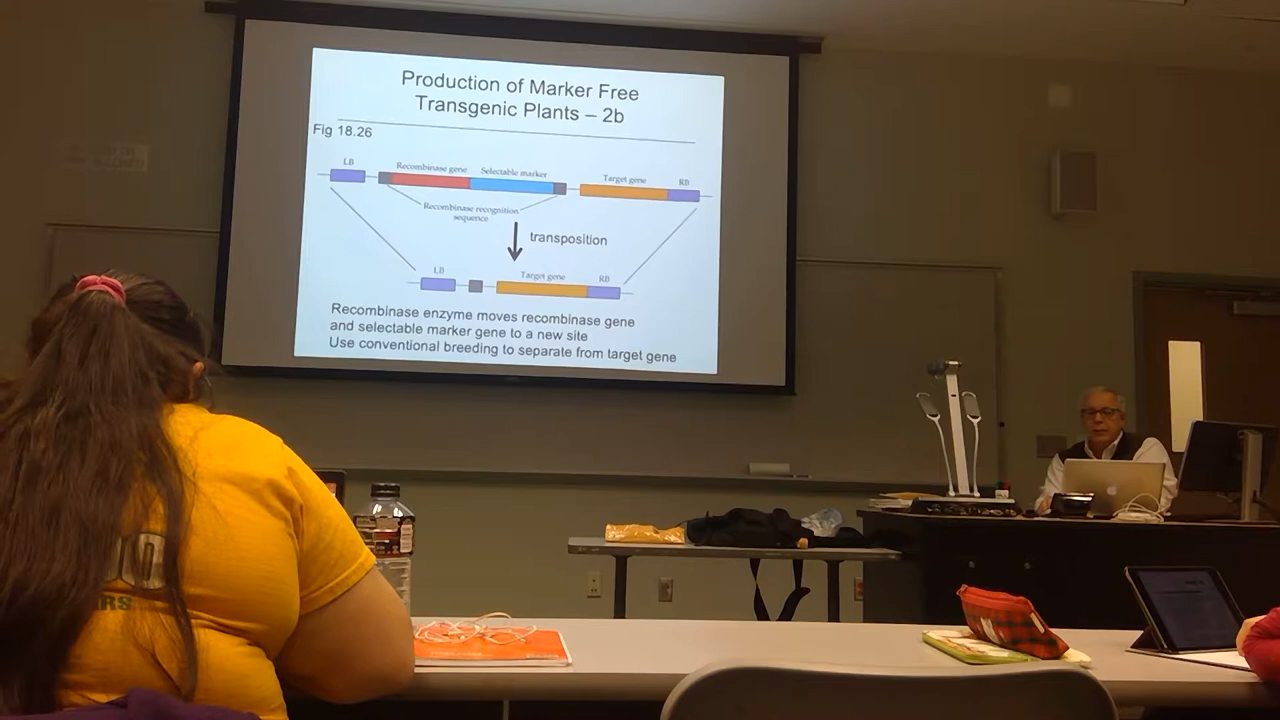 Production of Marker Free
Transgenic Plants – 2b
Fig 18.26
LB
Recombinase gene
Selectable marker
Target gene
RB
Recombinase recognition
sequence
transposition
LB
Target gene
RB
Recombinase enzyme moves recombinase gene
and selectable marker gene to a new site
Use conventional breeding to separate from target gene